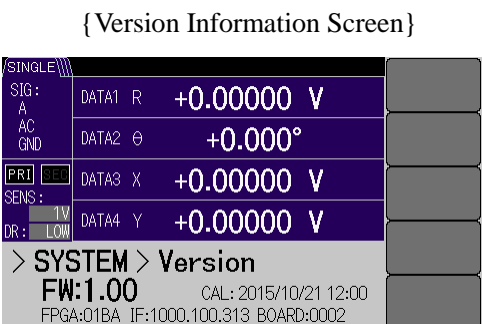 {Version Information Screen}
SINGLE
SIG:
A
AC
GND
DATA1 R +0.00000 V
DATA2 θ +0.000°
PRI SEC
SENS:
1V
DR: LOW
DATA3 X +0.00000 V
DATA4 Y +0.00000 V
> SYSTEM > Version
FW:1.00 CAL: 2015/10/21 12:00
FPGA:01BA IF:1000.100.313 BOARD:0002